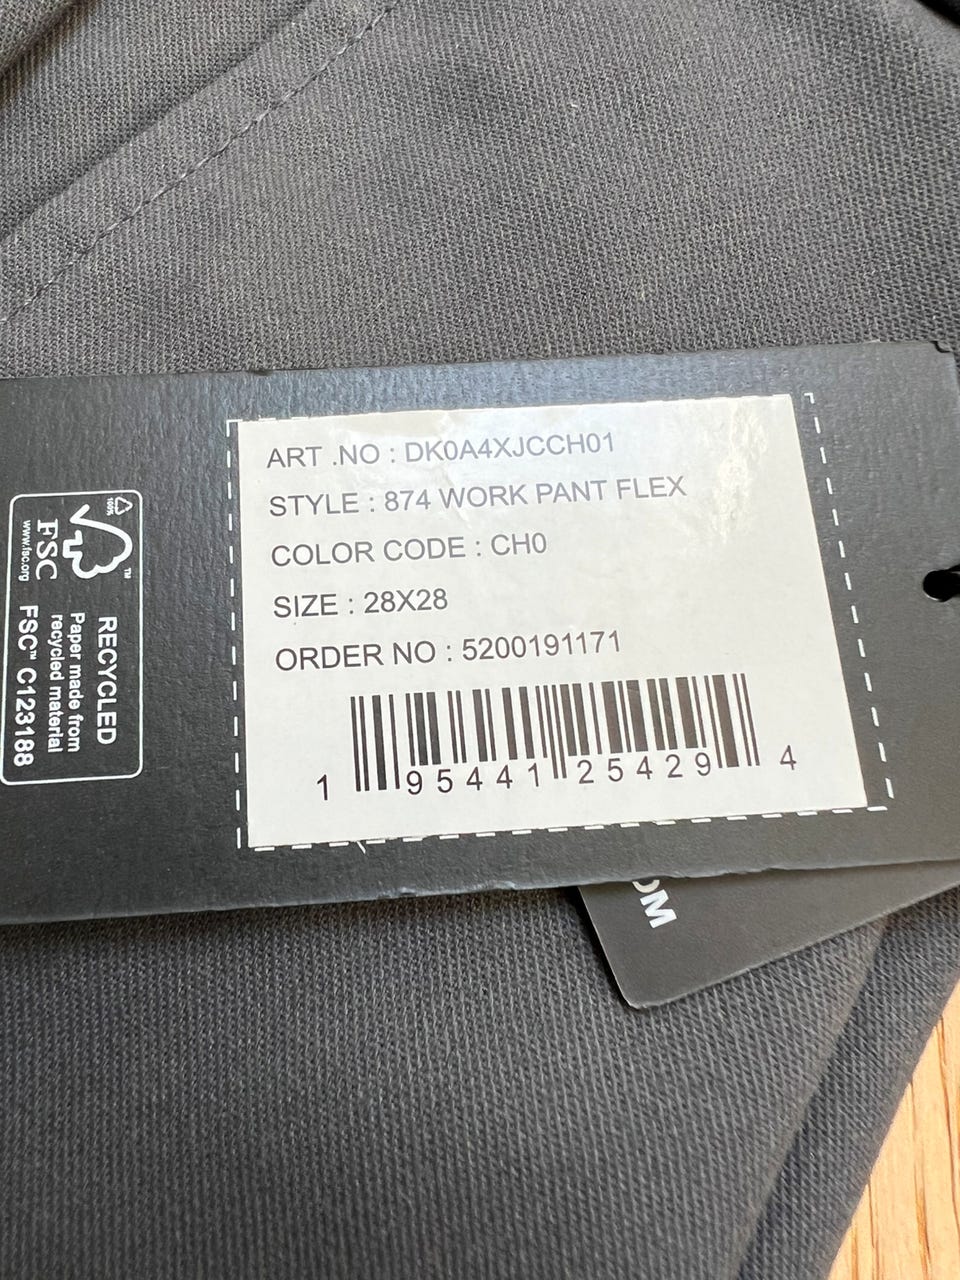 ART .NO : DK0A4XJCCH01
STYLE : 874 WORK PANT FLEX
COLOR CODE : CH0
SIZE : 28X28
ORDER NO : 5200191171
1 95441 25429 4
100%
FSC™
www.fsc.org
RECYCLED
Paper made from
recycled material
FSC™ C123188